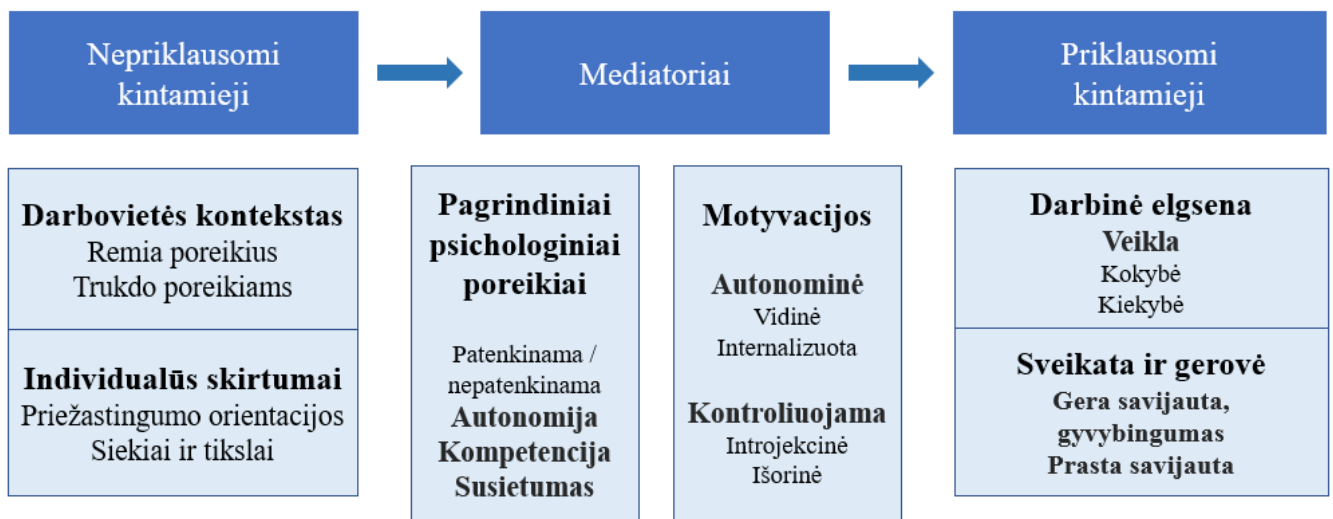 Nepriklausomi
kintamieji
Mediatoriai
Priklausomi
kintamieji
Darbovietės kontekstas
Remia poreikius
Trukdo poreikiams
Individualūs skirtumai
Priežastingumo orientacijos
Siekiai ir tikslai
Pagrindiniai
psichologiniai
poreikiai
Patenkinama /
nepatenkinama
Autonomija
Kompetencija
Susietumas
Motyvacijos
Autonominė
Vidinė
Internalizuota
Kontroliuojama
Introjekcinė
Išorinė
Darbinė elgsena
Veikla
Kokybė
Kiekybė
Sveikata ir gerovė
Gera savijauta,
gyvybingumas
Prasta savijauta